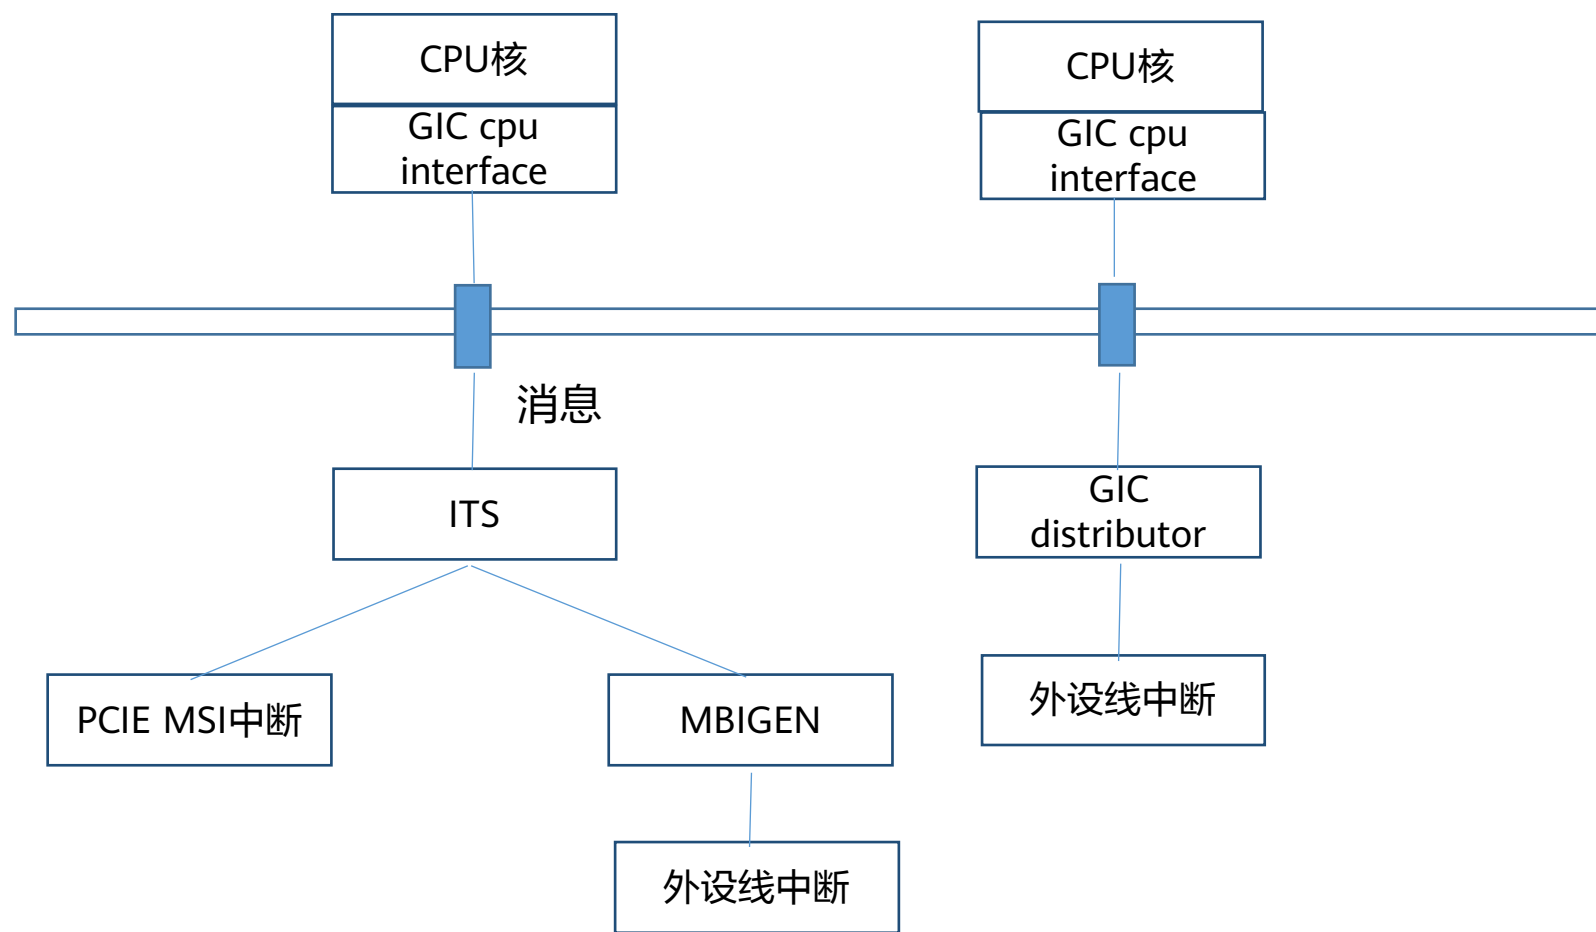 CPU核
GIC cpu
interface
CPU核
GIC cpu
interface
消息
ITS
GIC
distributor
PCIE MSI中断
MBIGEN
外设线中断
外设线中断